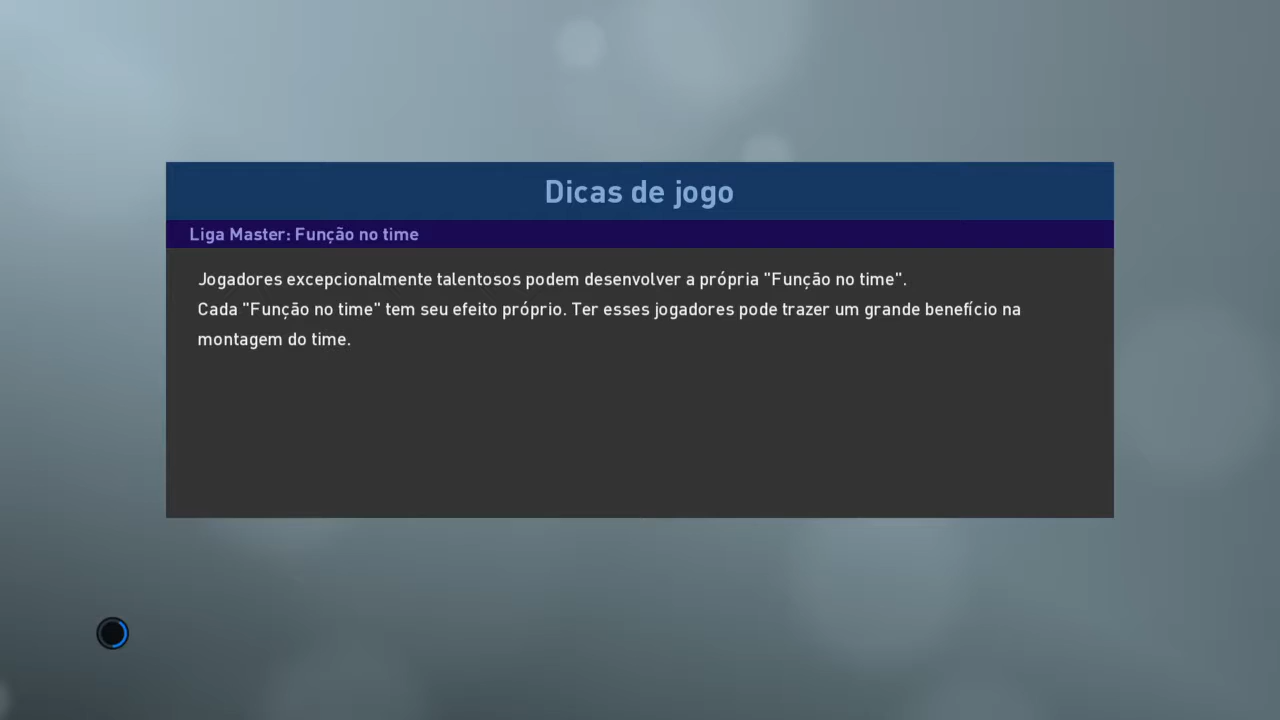 Dicas de jogo
Liga Master: Função no time
Jogadores excepcionalmente talentosos podem desenvolver a própria "Função no time".
Cada "Função no time" tem seu efeito próprio. Ter esses jogadores pode trazer um grande benefício na
montagem do time.